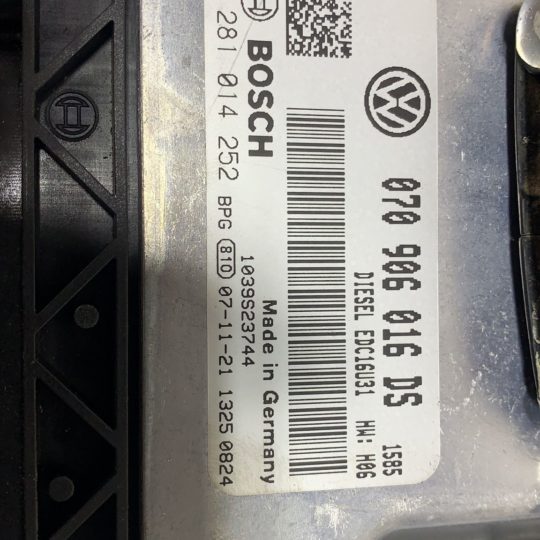 070 906 016 DS
1585
DIESEL EDC16U31 HW: H06
BOSCH
Made in Germany
1039S23744
281 014 252 BPG 810 07-11-21 1325 0824